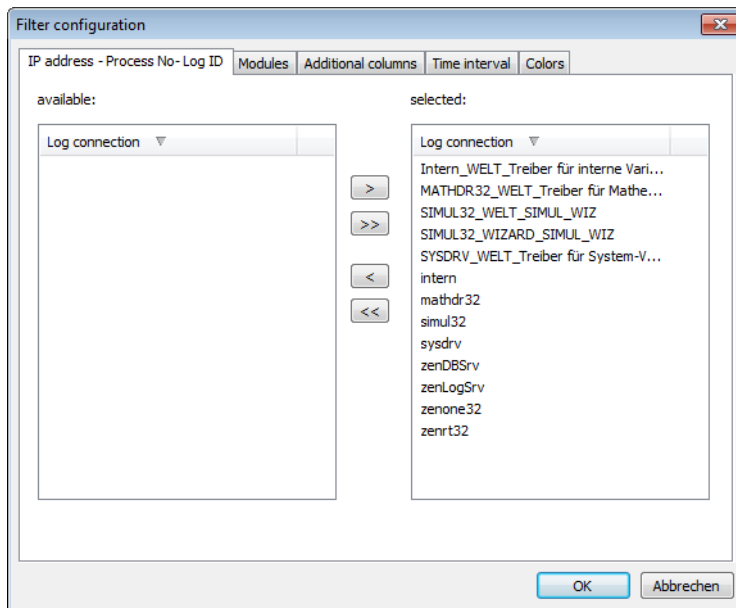 Filter configuration
IP address - Process No- Log ID Modules Additional columns Time interval Colors
available: selected:
Log connection Log connection
Intern_WELT_Treiber für interne Vari...
> MATHDR32_WELT_Treiber für Mathe...
SIMUL32_WELT_SIMUL_WIZ
>> SIMUL32_WIZARD_SIMUL_WIZ
SYSDRV_WELT_Treiber für System-V...
< intern
mathdr32
<< simul32
sysdrv
zenDBSrv
zenLogSrv
zenone32
zenrt32
OK Abbrechen